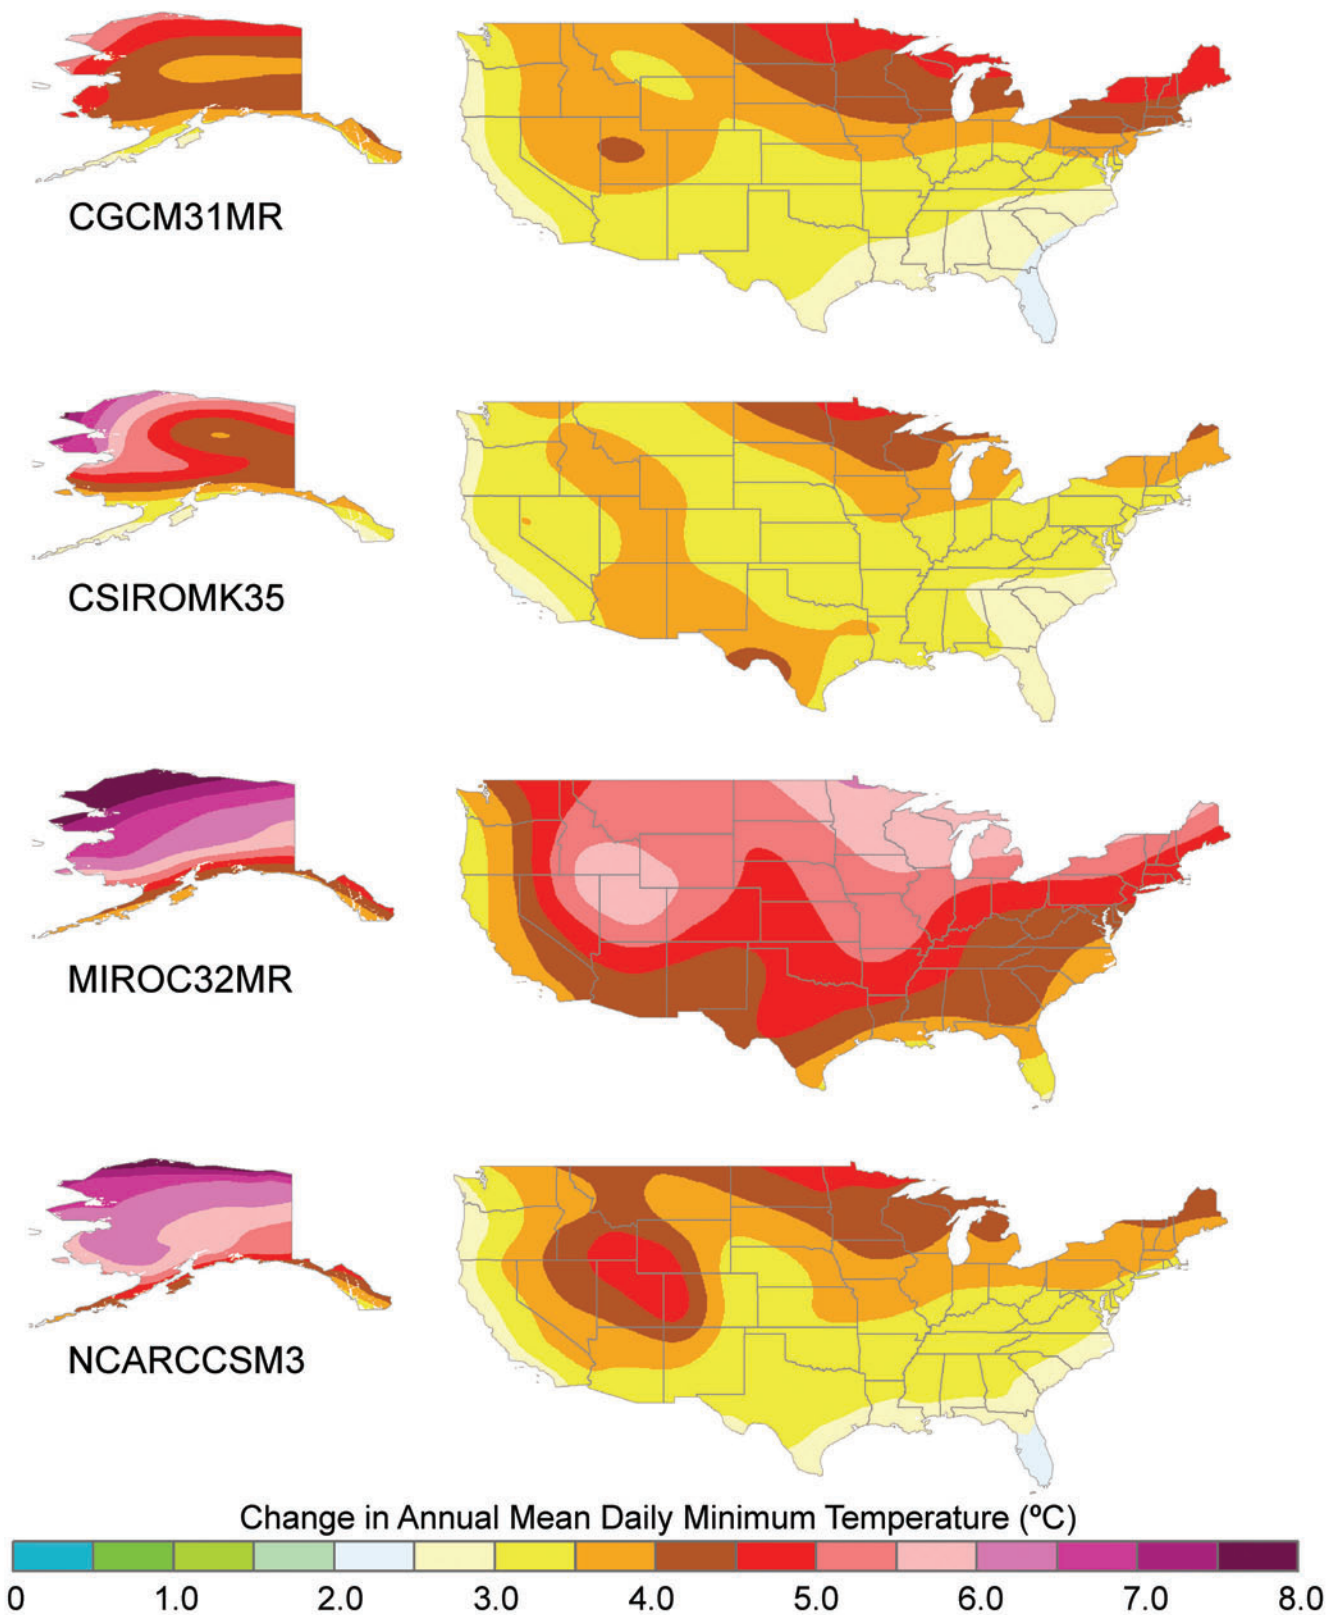 CGCM31MR
CSIROMK35
MIROC32MR
NCARCCSM3
Change in Annual Mean Daily Minimum Temperature (ºC)
0 1.0 2.0 3.0 4.0 5.0 6.0 7.0 8.0